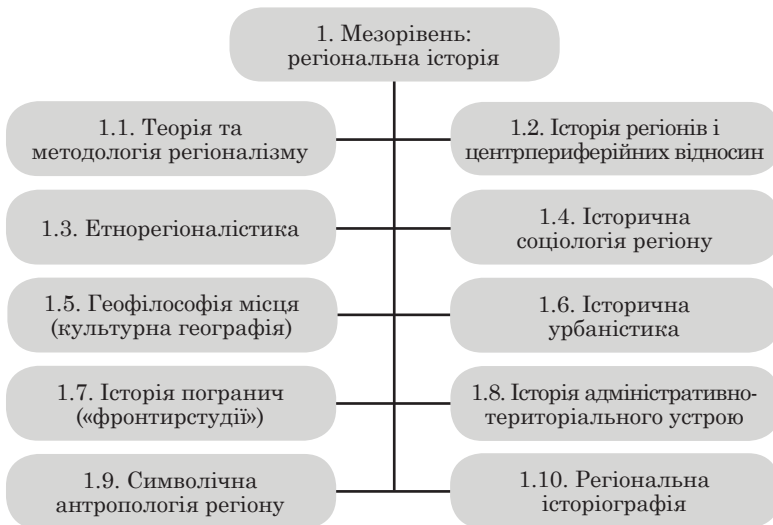 1. Мезорівень:
регіональна історія
1.1. Теорія та
методологія регіоналізму
1.2. Історія регіонів і
центрпериферійних відносин
1.3. Етнорегіоналістика
1.4. Історична
соціологія регіону
1.5. Геофілософія місця
(культурна географія)
1.6. Історична
урбаністика
1.7. Історія погранич
(«фронтирстудії»)
1.8. Історія адміністративно-
територіального устрою
1.9. Символічна
антропологія регіону
1.10. Регіональна
історіографія